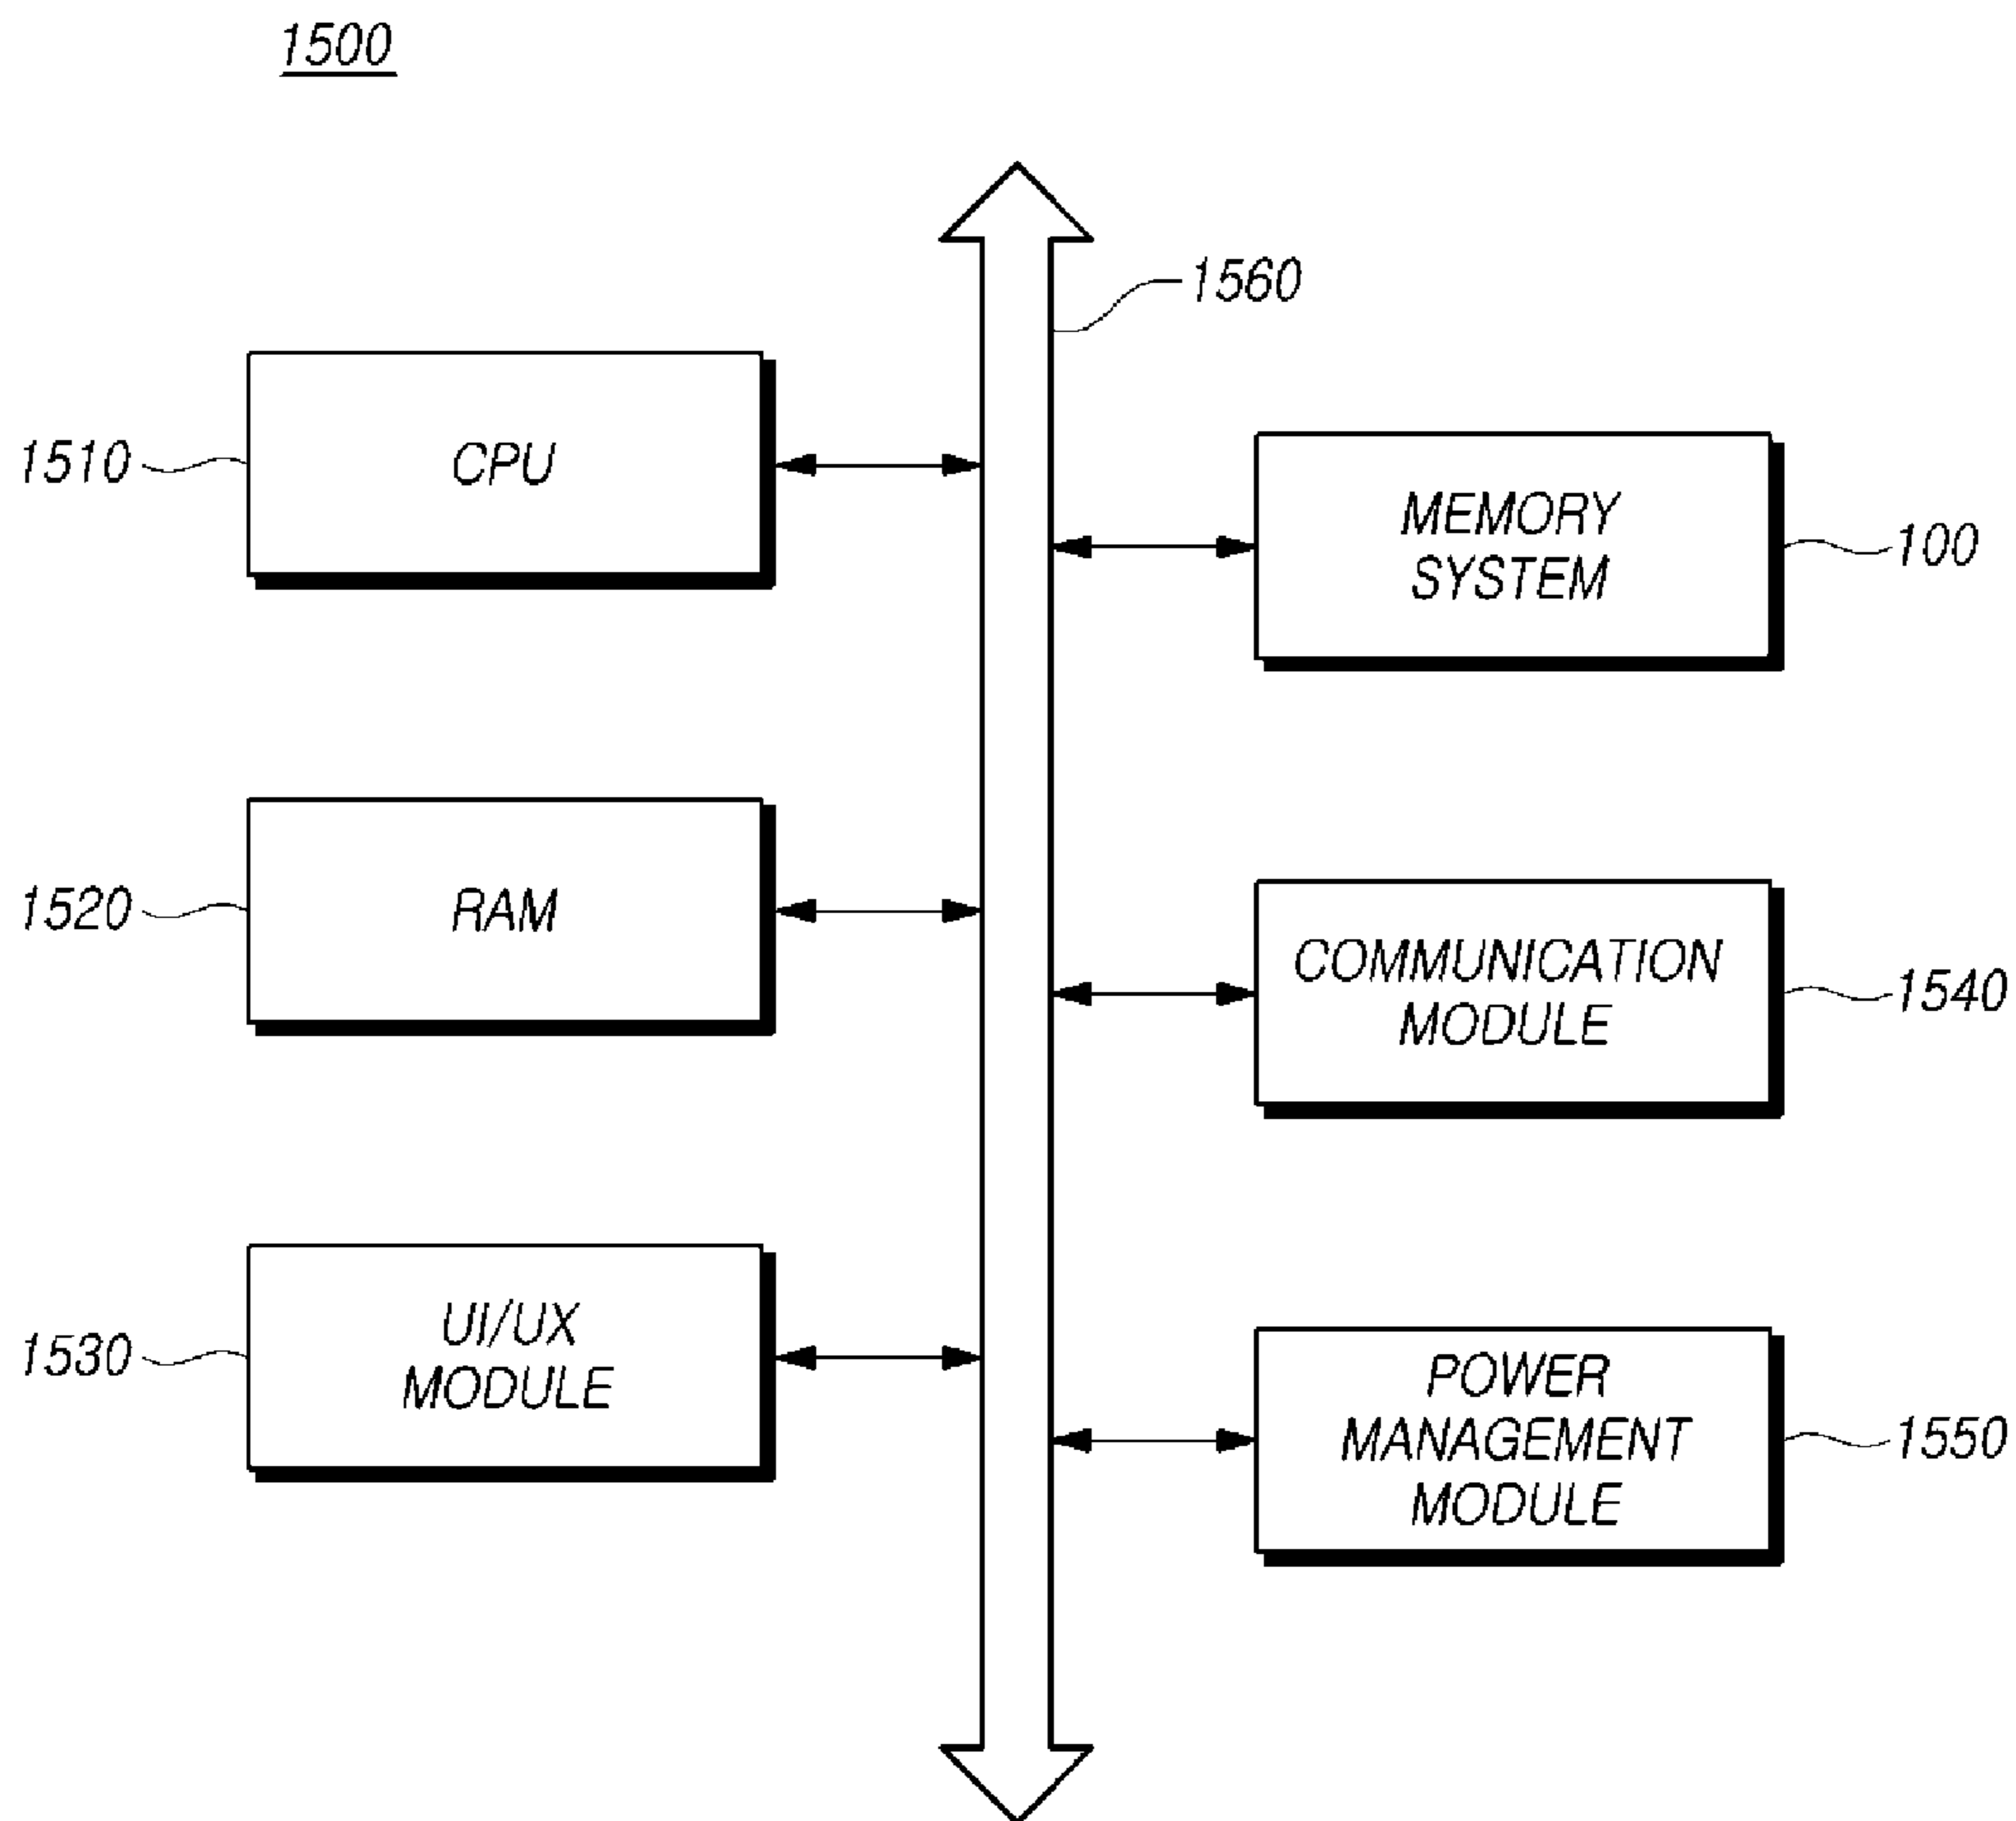 1500
1560
1510
CPU
MEMORY
SYSTEM
100
1520
RAM
COMMUNICATION
MODULE
1540
1530
UI/UX
MODULE
POWER
MANAGEMENT
MODULE
1550